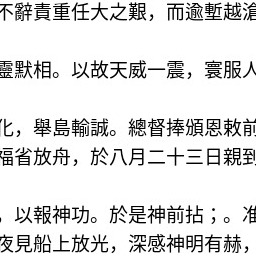 不辭責重任大之艱，而逾塹越滄
靈默相。以故天威一震，寰服人
化，舉島輸誠。總督捧頒恩敕前
福省放舟，於八月二十三日親到
，以報神功。於是神前拈；。准
夜見船上放光，深感神明有赫，